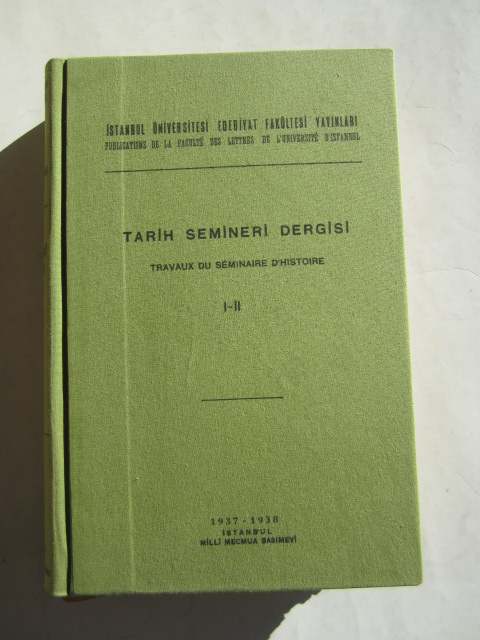 İSTANBUL ÜNİVERSİTESİ EDEBİYAT FAKÜLTESİ YAYINLARI
PUBLICATIONS DE LA FACULTÉ DES LETTRES DE L'UNIVERSITÉ D'ISTANBUL
TARİH SEMİNERİ DERGİSİ
TRAVAUX DU SÉMINAIRE D'HISTOIRE
I-II
1937 - 1938
İSTANBUL
MİLLÎ MECMUA BASIMEVİ